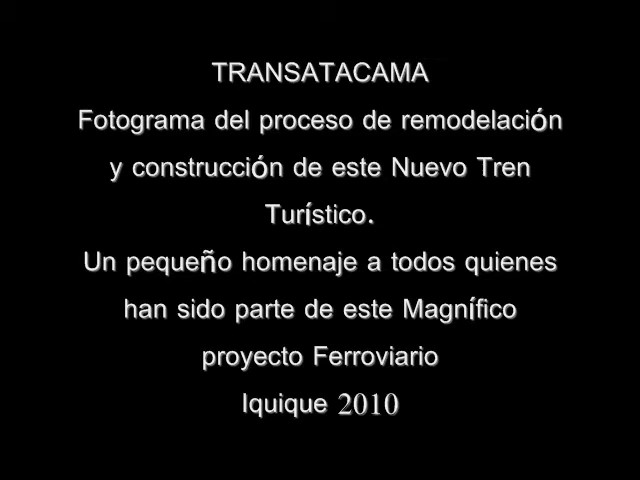 TRANSATACAMA
Fotograma del proceso de remodelación
y construcción de este Nuevo Tren
Turístico.
Un pequeño homenaje a todos quienes
han sido parte de este Magnífico
proyecto Ferroviario
Iquique 2010